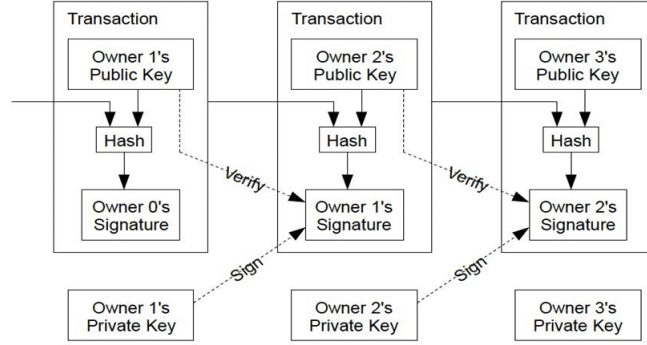 Transaction
Transaction
Transaction
Owner 1's
Public Key
Owner 2's
Public Key
Owner 3's
Public Key
Hash
Hash
Hash
Verify
Verify
Owner 0's
Signature
Owner 1's
Signature
Owner 2's
Signature
Sign
Sign
Owner 1's
Private Key
Owner 2's
Private Key
Owner 3's
Private Key